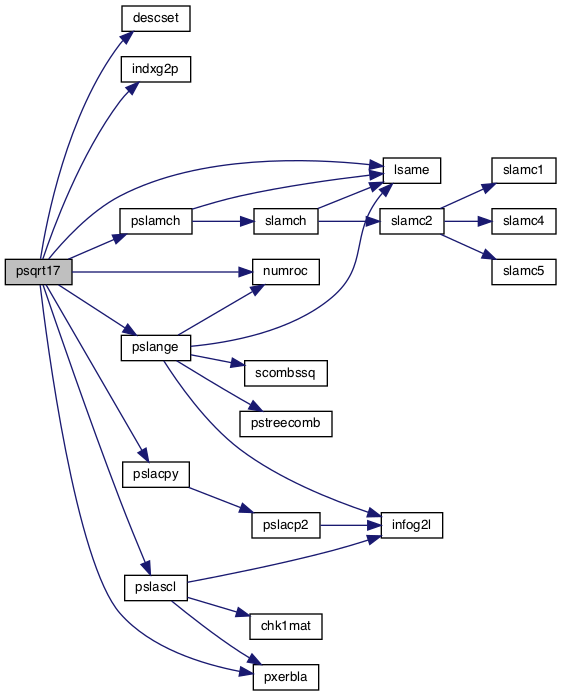 descset
indxg2p
lsame
slamc1
pslamch
slamch
slamc2
slamc4
psqrt17
numroc
slamc5
pslange
scombssq
pstreecomb
pslacpy
pslacp2
infog2l
pslascl
chk1mat
pxerbla